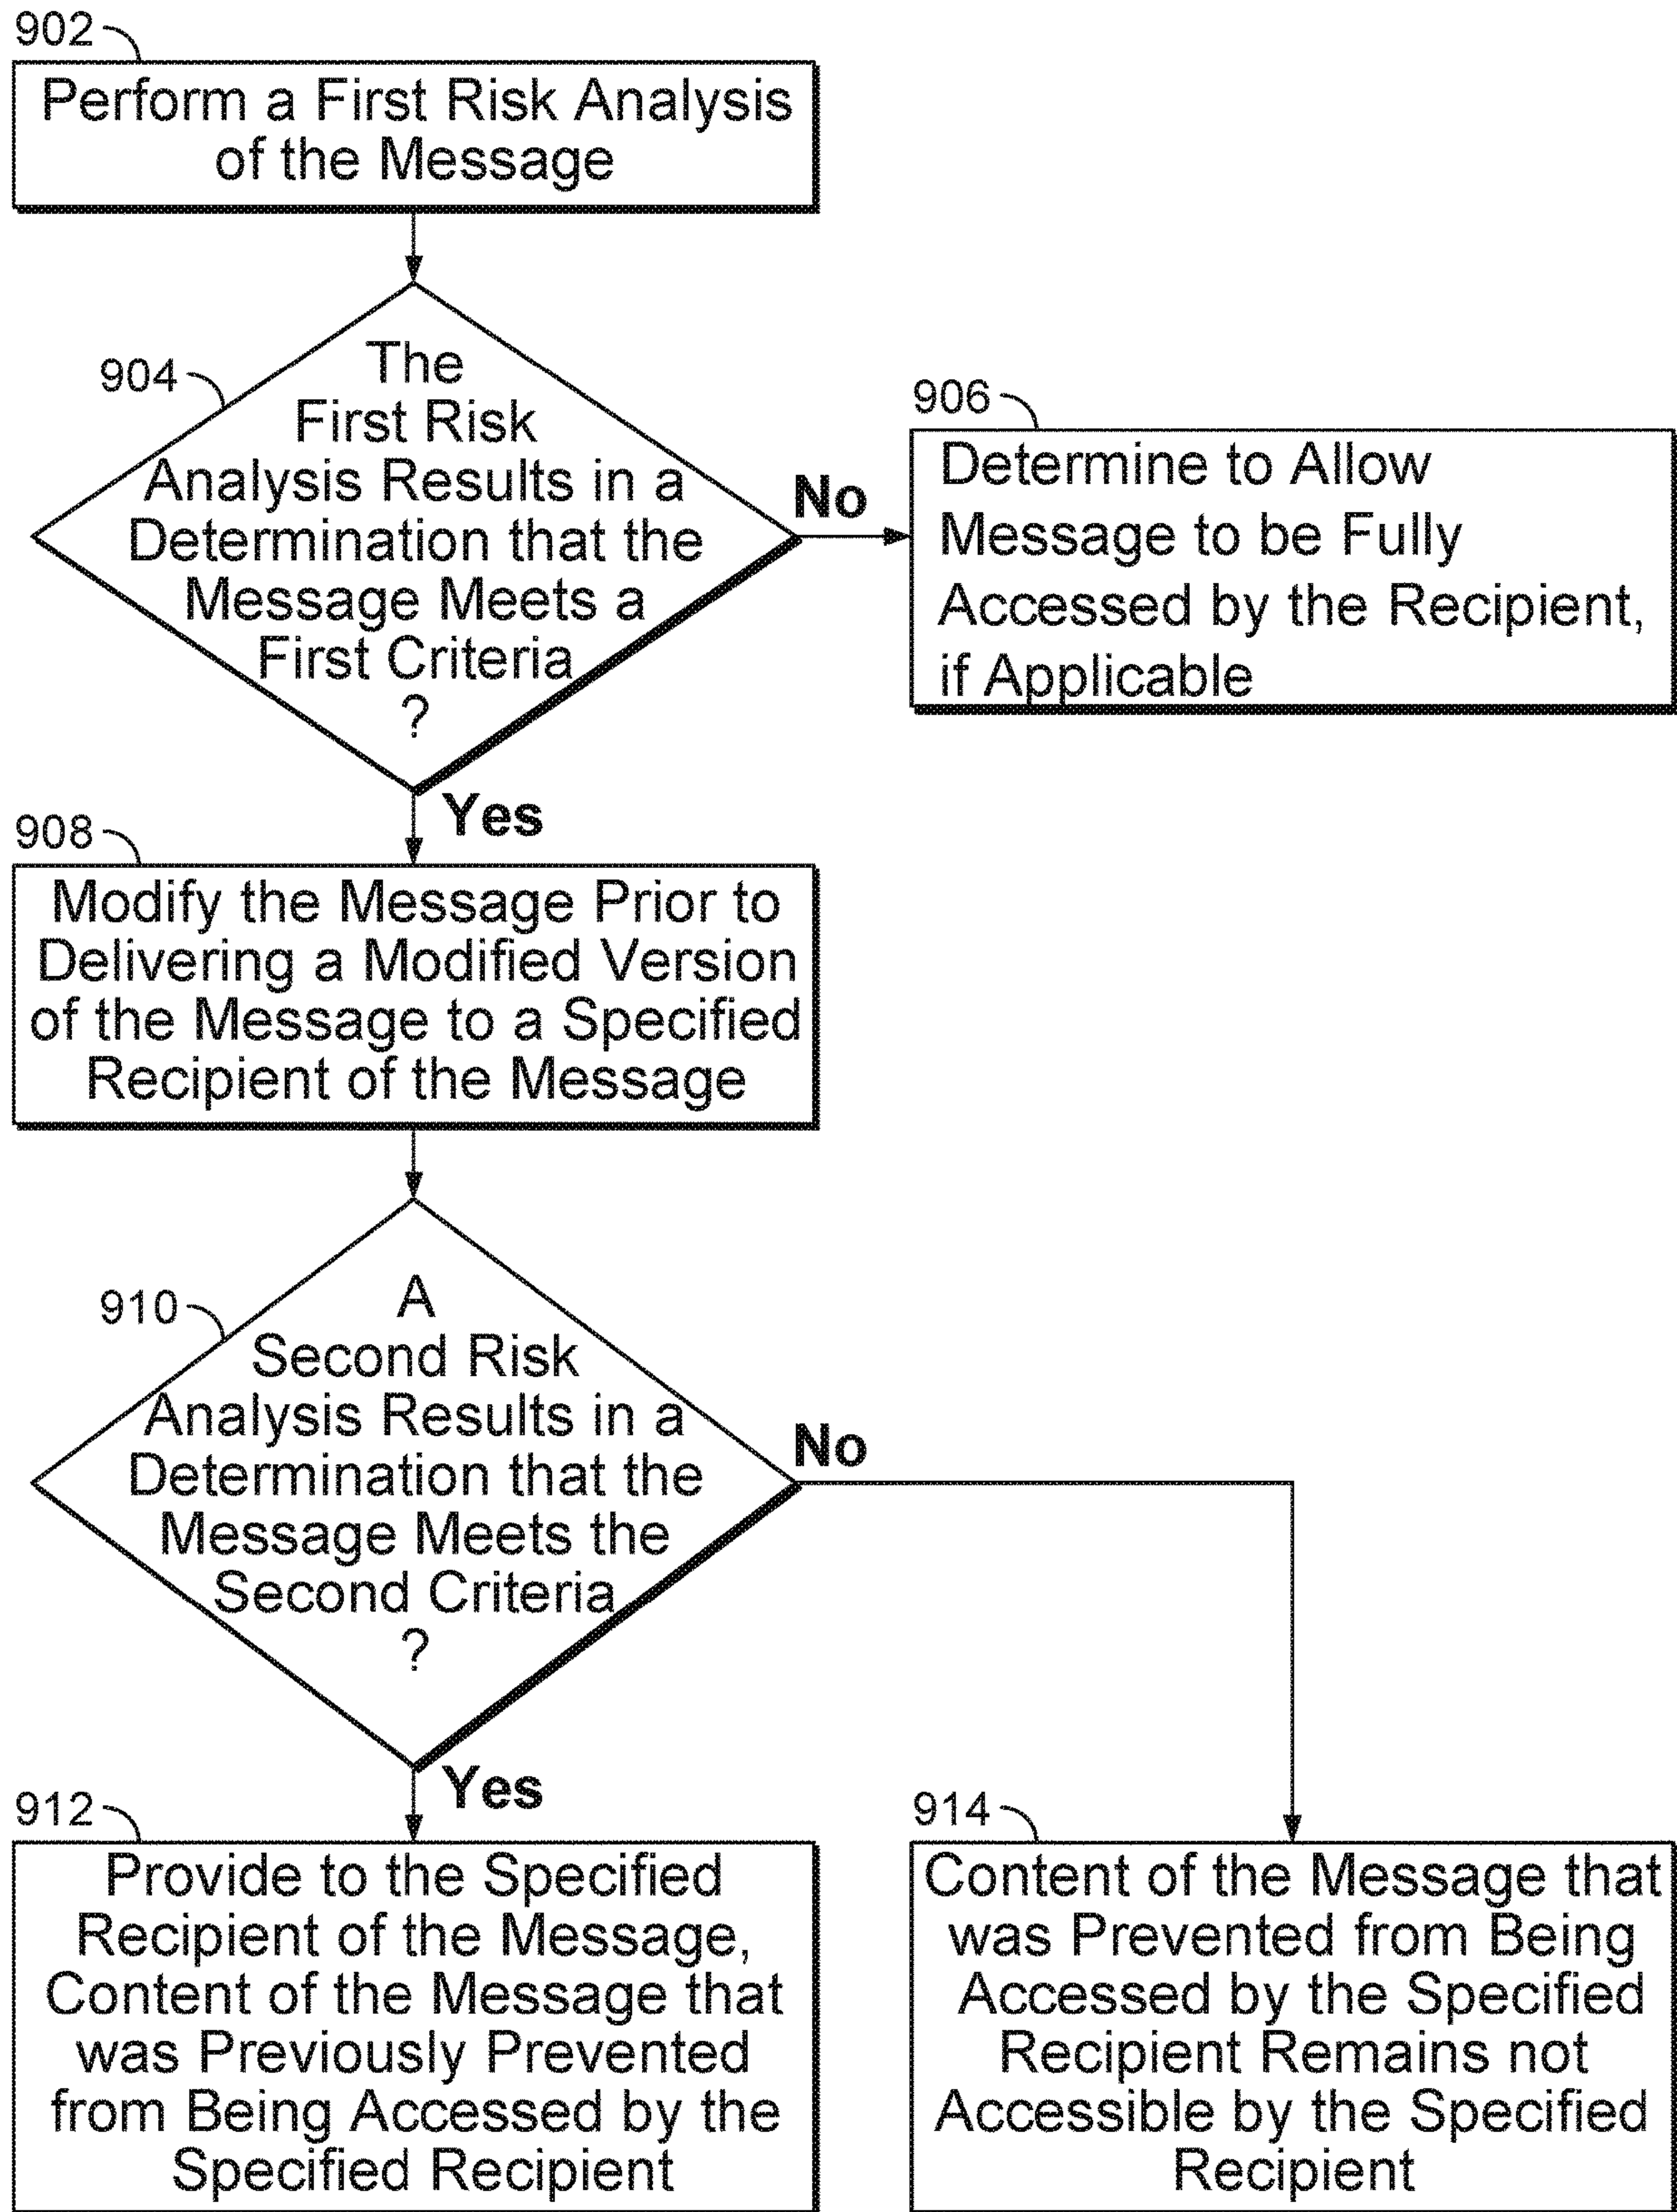 902
Perform a First Risk Analysis
of the Message
904
The
First Risk
Analysis Results in a
Determination that the
Message Meets a
First Criteria
?
No
906
Determine to Allow
Message to be Fully
Accessed by the Recipient,
if Applicable
Yes
908
Modify the Message Prior to
Delivering a Modified Version
of the Message to a Specified
Recipient of the Message
910
A
Second Risk
Analysis Results in a
Determination that the
Message Meets the
Second Criteria
?
No
Yes
912
Provide to the Specified
Recipient of the Message,
Content of the Message that
was Previously Prevented
from Being Accessed by the
Specified Recipient
914
Content of the Message that
was Prevented from Being
Accessed by the Specified
Recipient Remains not
Accessible by the Specified
Recipient